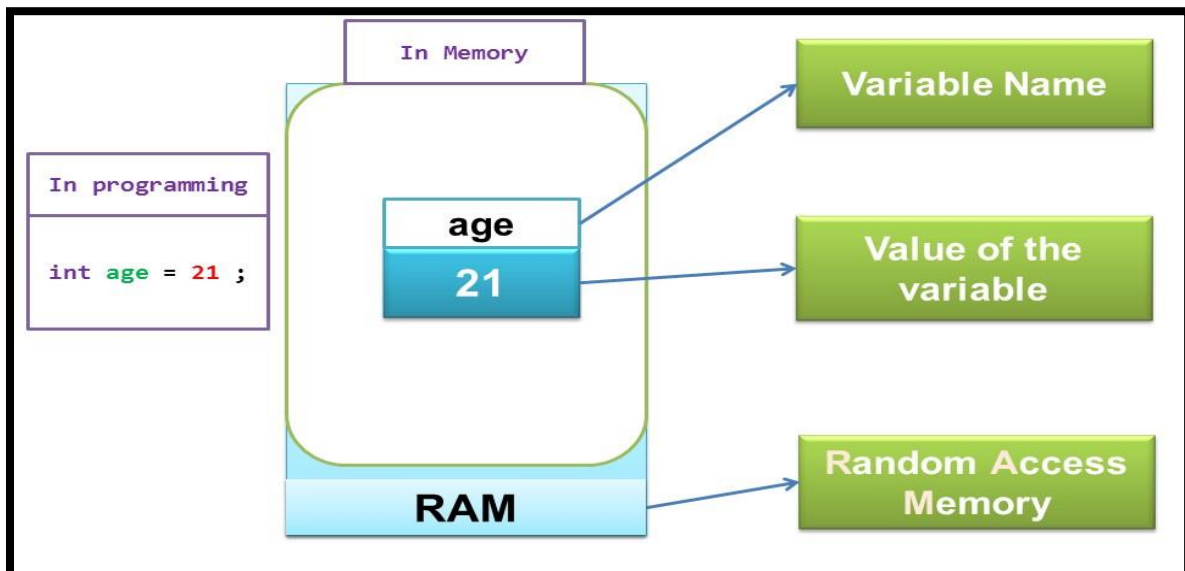 In Memory
Variable Name
In programming
int age = 21 ;
age
21
Value of the
variable
Random Access
Memory
RAM